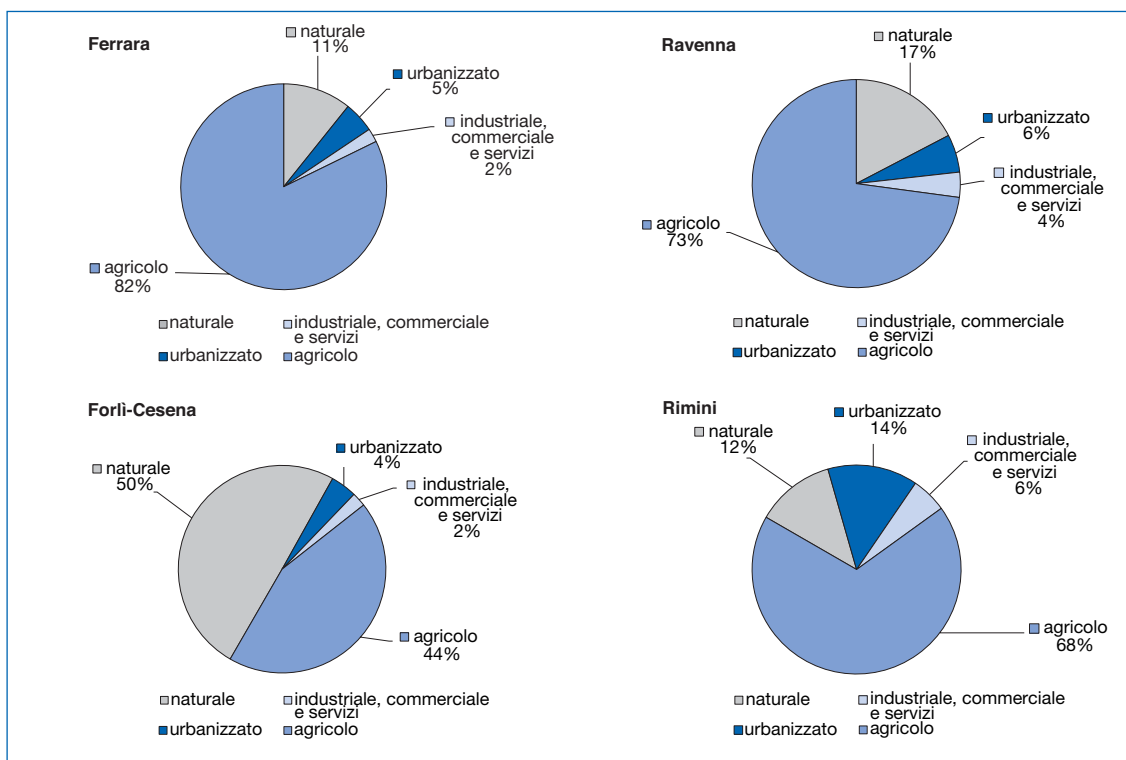 Ferrara
naturale
11%
urbanizzato
5%
industriale,
commerciale
e servizi
2%
agricolo
82%
naturale
industriale, commerciale
e servizi
urbanizzato
agricolo
Ravenna
naturale
17%
urbanizzato
6%
industriale,
commerciale
e servizi
4%
agricolo
73%
naturale
industriale, commerciale
e servizi
urbanizzato
agricolo
Forlì-Cesena
naturale
50%
urbanizzato
4%
industriale,
commerciale
e servizi
2%
agricolo
44%
naturale
industriale, commerciale
e servizi
urbanizzato
agricolo
Rimini
naturale
12%
urbanizzato
14%
industriale,
commerciale
e servizi
6%
agricolo
68%
naturale
industriale, commerciale
e servizi
urbanizzato
agricolo